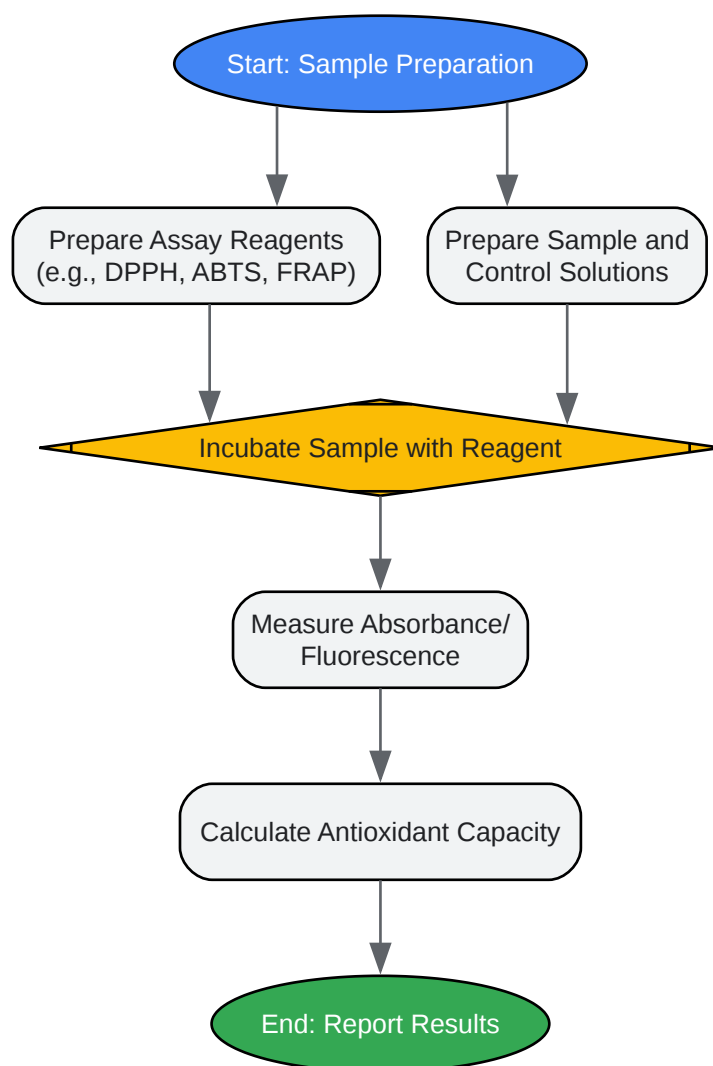 Start: Sample Preparation
Prepare Assay Reagents
(e.g., DPPH, ABTS, FRAP)
Prepare Sample and
Control Solutions
Incubate Sample with Reagent
Measure Absorbance/
Fluorescence
Calculate Antioxidant Capacity
End: Report Results